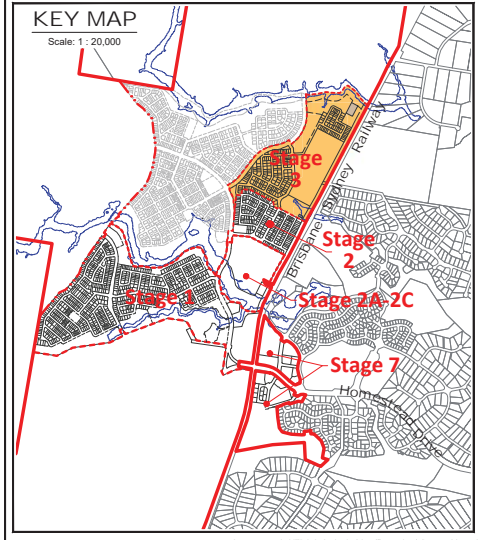 KEY MAP
Scale: 1 : 20,000
Stage
3
Brisbane Sydney Railway
Stage
2
Stage 1
Stage 2A-2C
Stage 7
Homestead Drive